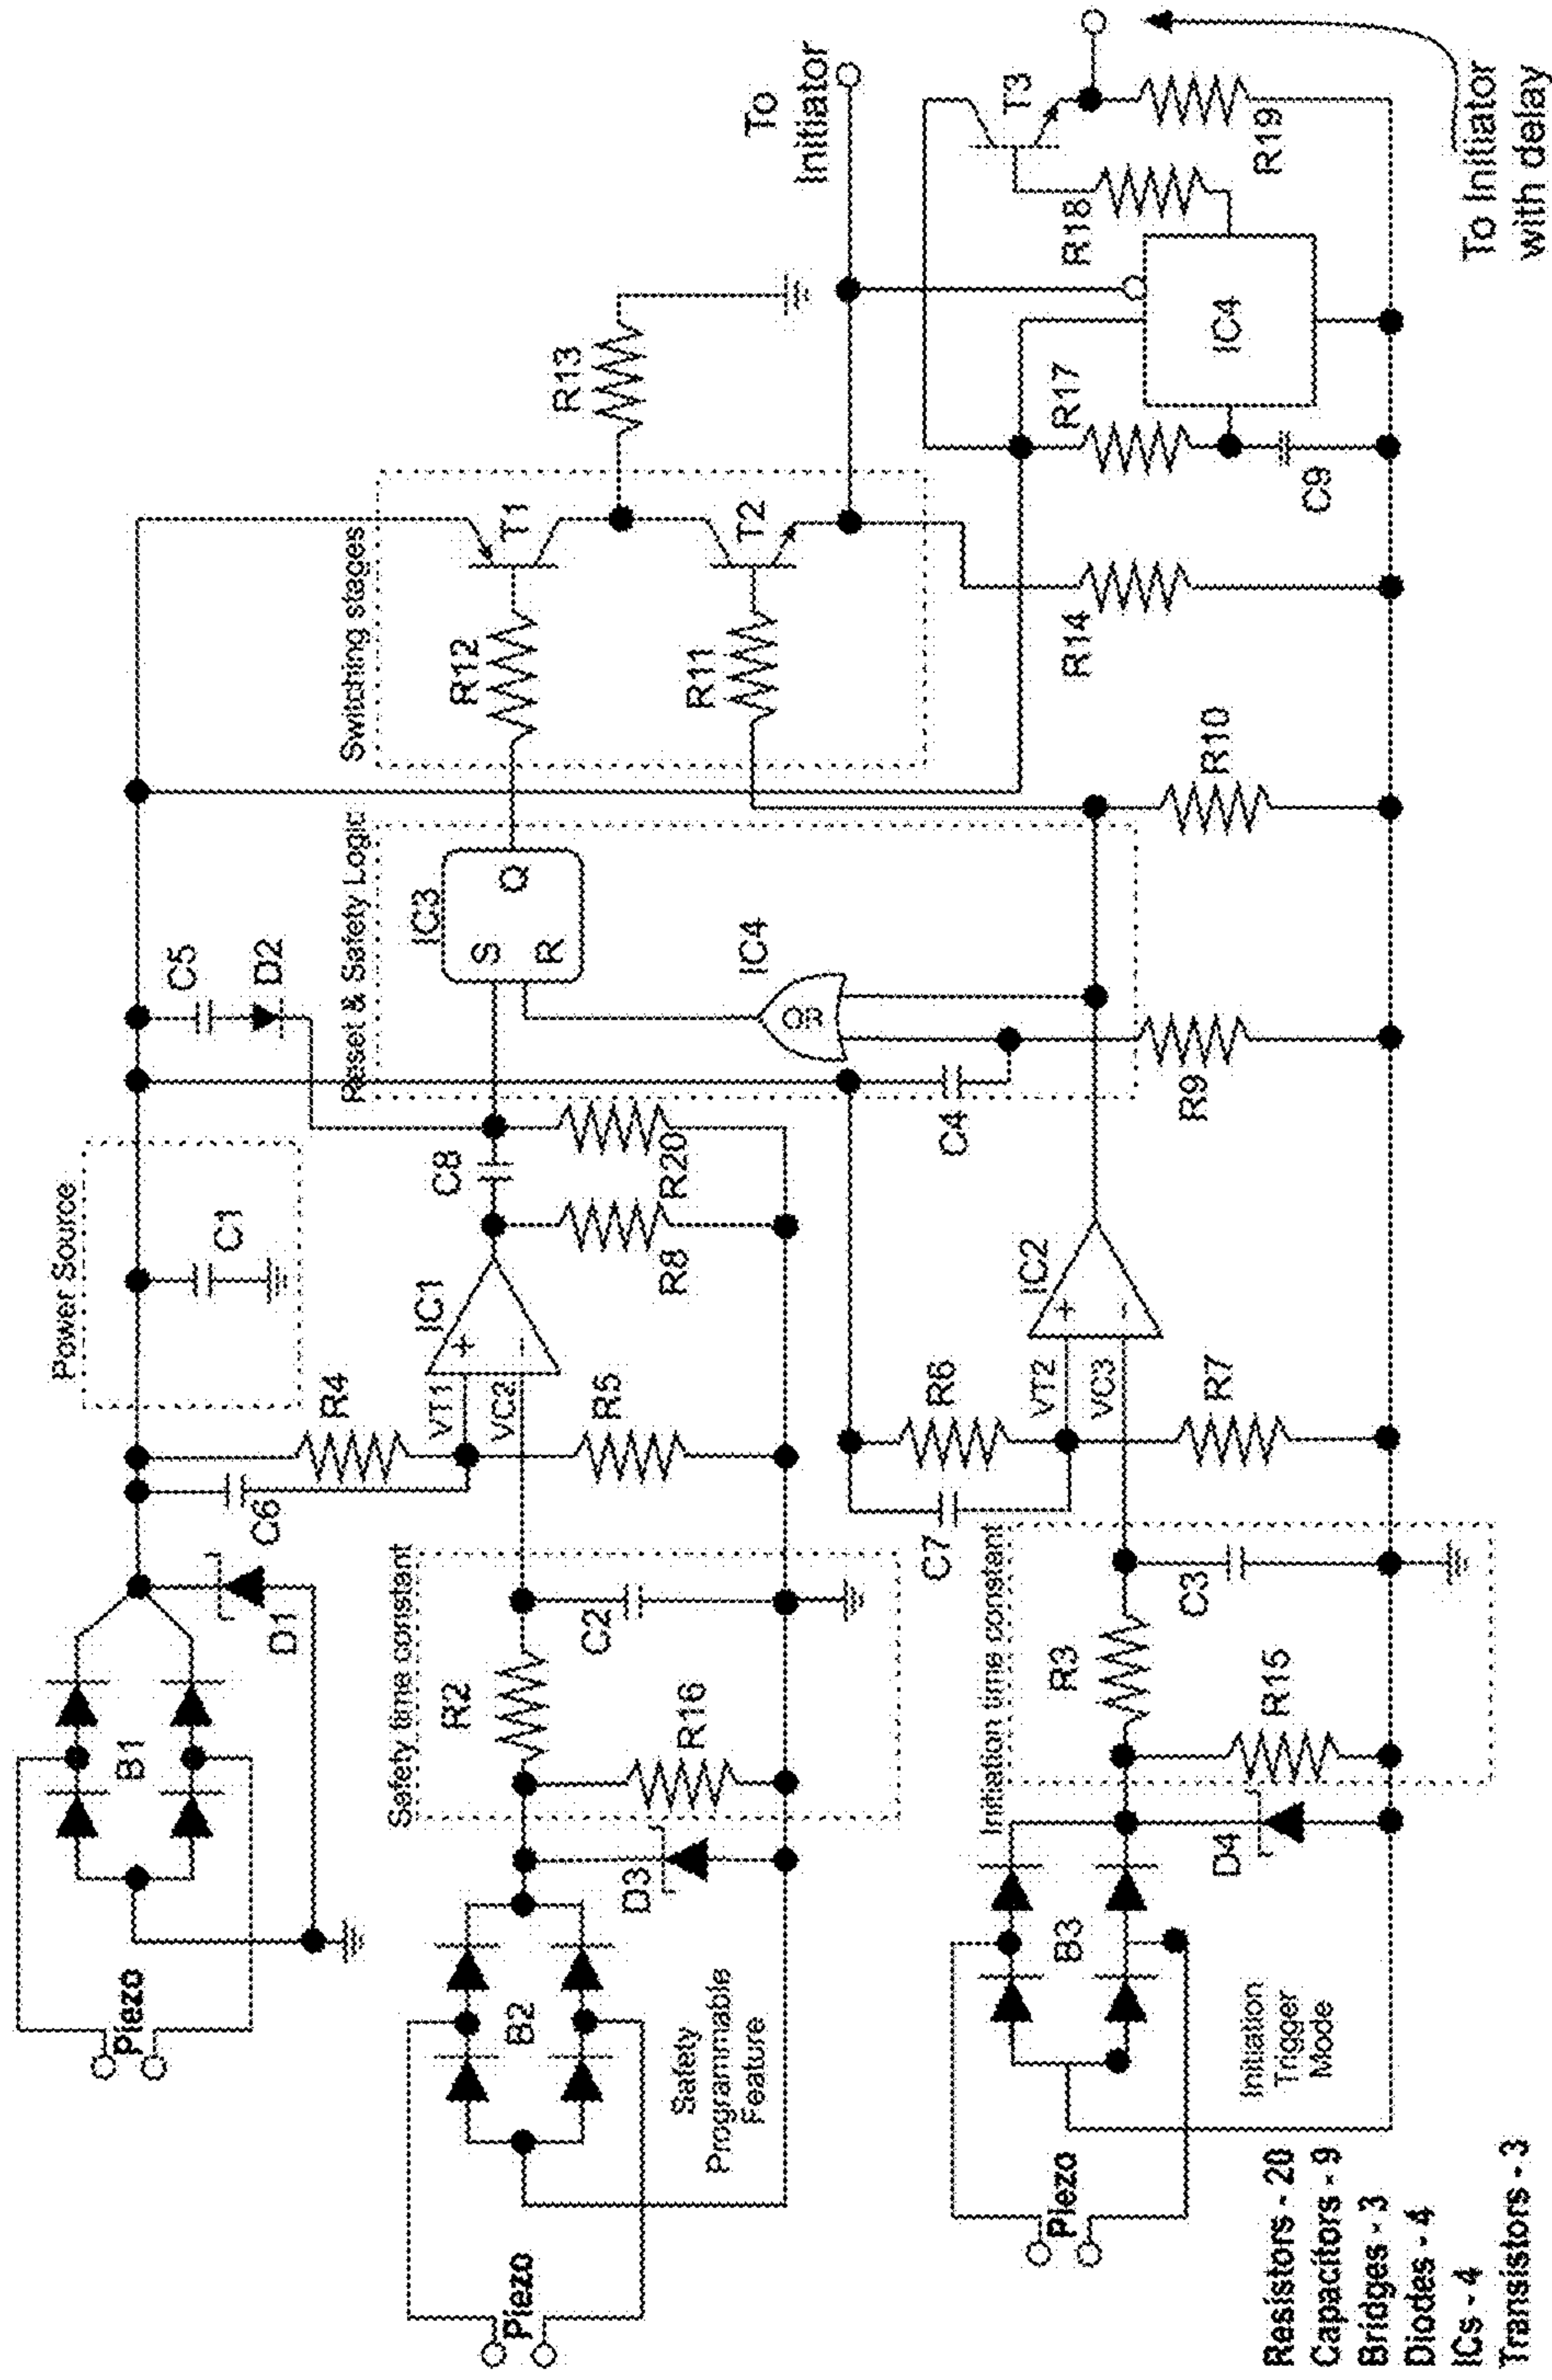 Piezo
B1
D1
C6
Power Source
C1
C5
D2
R4
VT1
VC2
IC1
R5
C8
R8
R20
Piezo
B2
D3
Safety
Programmable
Feature
Safety time constant
R2
R16
C2
Reset & Safety Logic
IC3
S
R
Q
IC4
OR
C4
R9
Switching stages
R12
T1
R11
T2
R13
To
Initiator
Piezo
B3
D4
Initiation
Trigger
Mode
Initiation time constant
R3
R15
C3
C7
R6
VT2
VC3
R7
IC2
R10
R14
R17
C9
IC4
R18
T3
R19
To Initiator
with delay
Resistors - 20
Capacitors - 9
Bridges - 3
Diodes - 4
ICs - 4
Transistors - 3